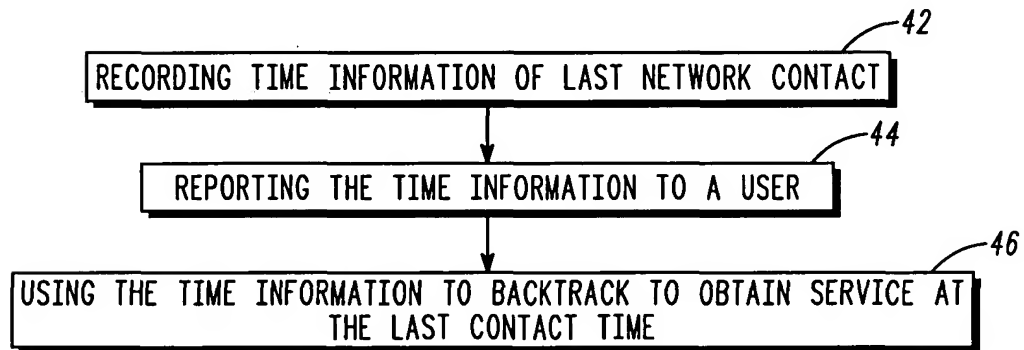 42
RECORDING TIME INFORMATION OF LAST NETWORK CONTACT
44
REPORTING THE TIME INFORMATION TO A USER
46
USING THE TIME INFORMATION TO BACKTRACK TO OBTAIN SERVICE AT
THE LAST CONTACT TIME